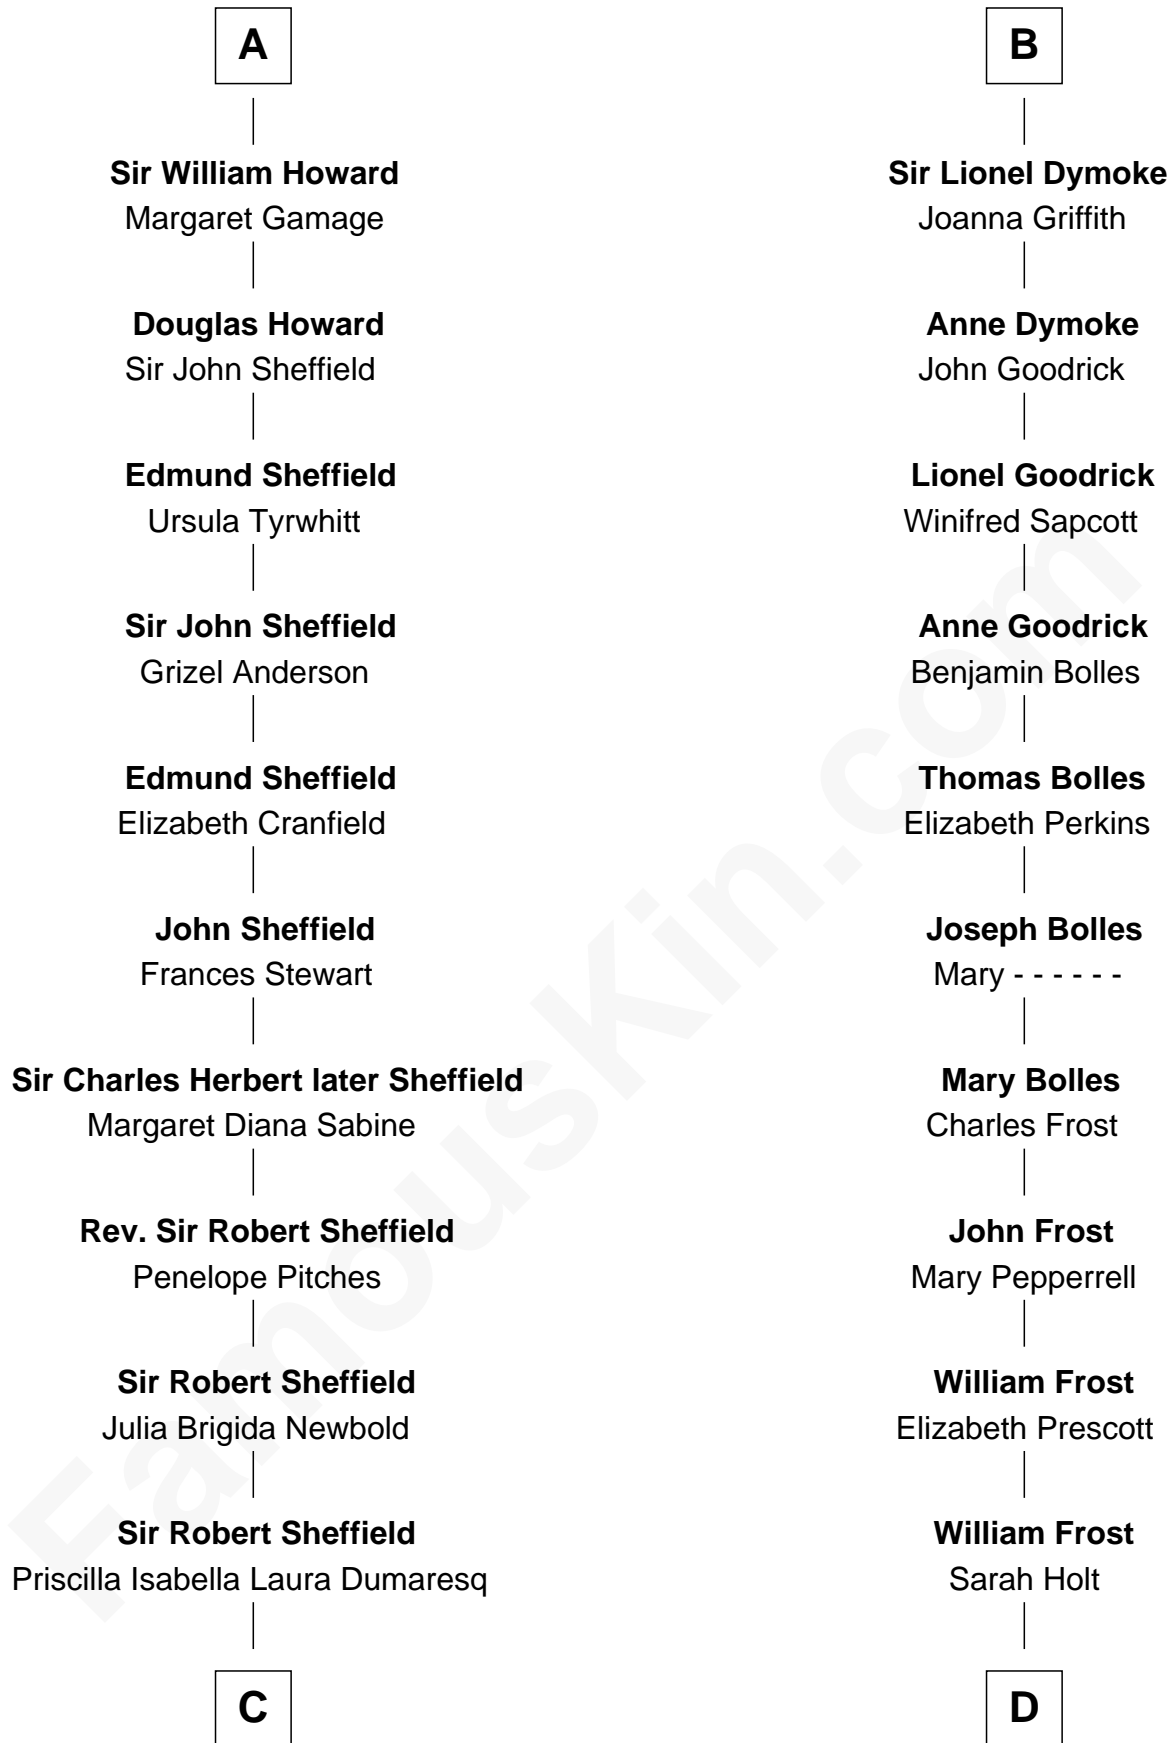 A
Sir William Howard
Margaret Gamage
Douglas Howard
Sir John Sheffield
Edmund Sheffield
Ursula Tyrwhitt
Sir John Sheffield
Grizel Anderson
Edmund Sheffield
Elizabeth Cranfield
John Sheffield
Frances Stewart
Sir Charles Herbert later Sheffield
Margaret Diana Sabine
Rev. Sir Robert Sheffield
Penelope Pitches
Sir Robert Sheffield
Julia Brigida Newbold
Sir Robert Sheffield
Priscilla Isabella Laura Dumaresq
C
B
Sir Lionel Dymoke
Joanna Griffith
Anne Dymoke
John Goodrick
Lionel Goodrick
Winifred Sapcott
Anne Goodrick
Benjamin Bolles
Thomas Bolles
Elizabeth Perkins
Joseph Bolles
Mary - - - - - -
Mary Bolles
Charles Frost
John Frost
Mary Pepperrell
William Frost
Elizabeth Prescott
William Frost
Sarah Holt
D
FamousKin.com